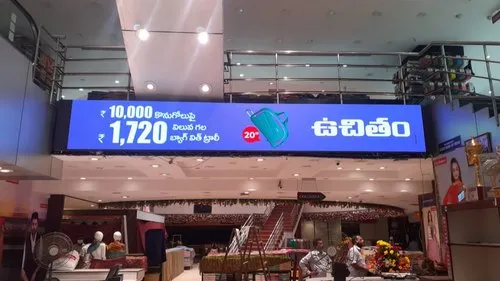 ₹ 10,000 కొనుగోలుపై
₹ 1,720 విలువ గల
బ్యాగ్ విత్ ట్రాలీ
20"
ఉచితం